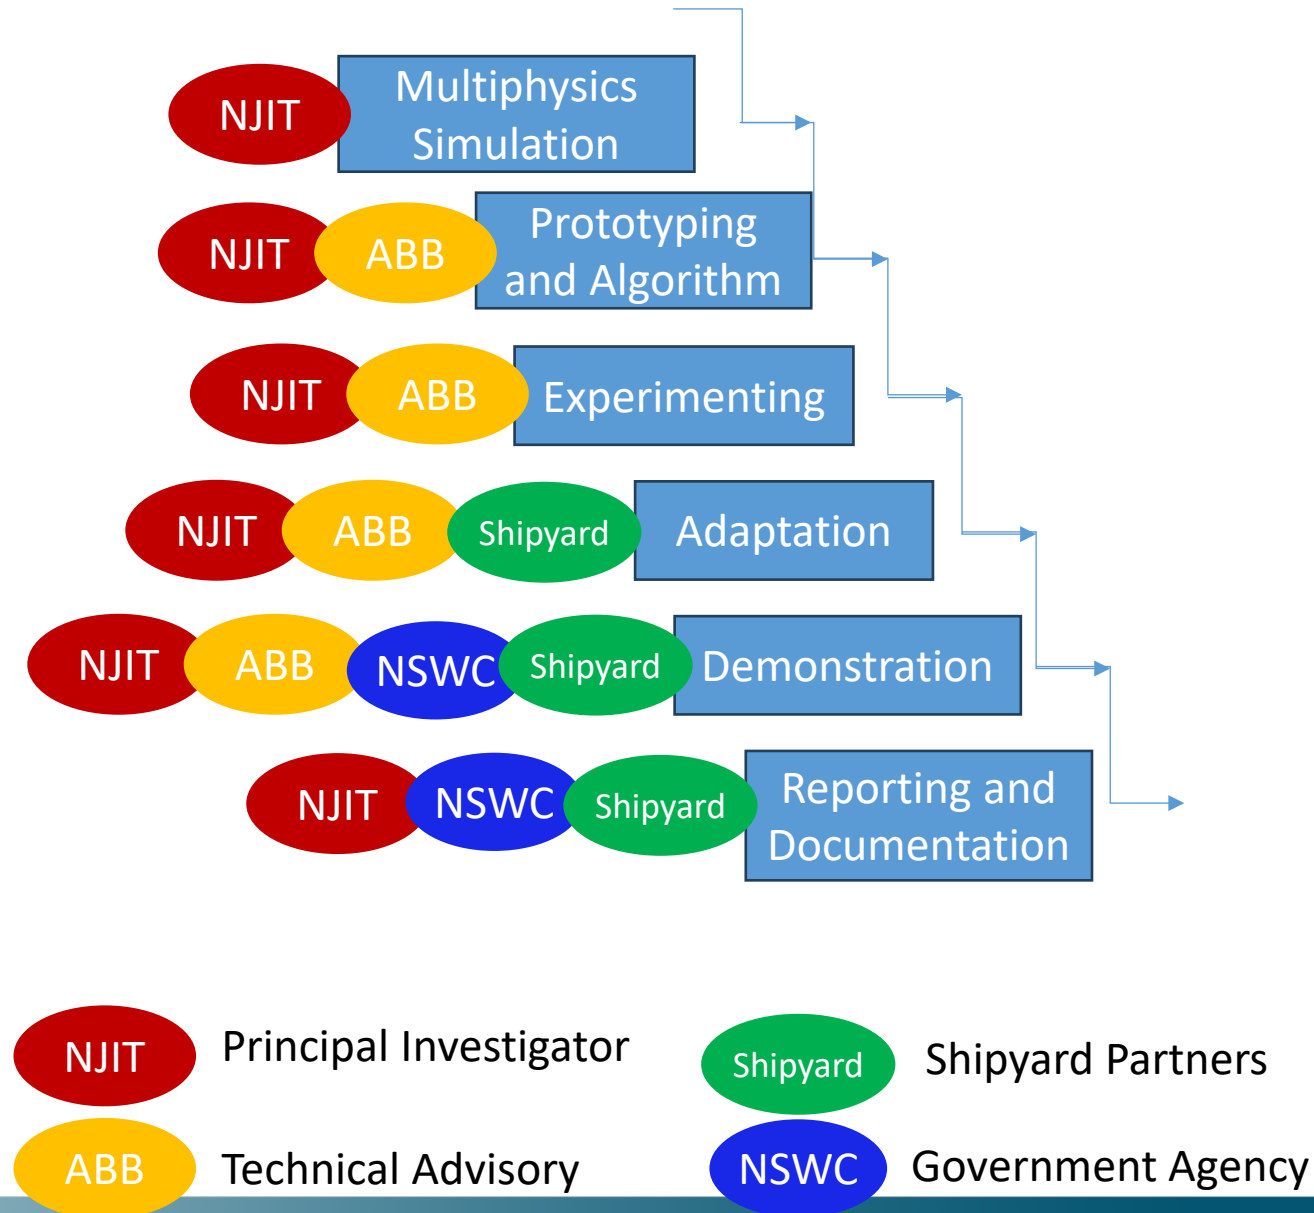 NJIT
Multiphysics
Simulation
NJIT
ABB
Prototyping
and Algorithm
NJIT
ABB
Experimenting
NJIT
ABB
Shipyard
Adaptation
NJIT
ABB
NSWC
Shipyard
Demonstration
NJIT
NSWC
Shipyard
Reporting and
Documentation
NJIT
Principal Investigator
Shipyard
Shipyard Partners
ABB
Technical Advisory
NSWC
Government Agency